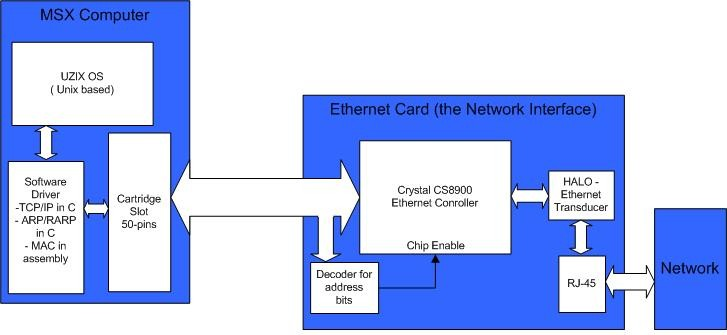 MSX Computer
UZIX OS
( Unix based)
Software
Driver
-TCP/IP in C
- ARP/RARP
in C
- MAC in
assembly
Cartridge
Slot
50-pins
Ethernet Card (the Network Interface)
Crystal CS8900
Ethernet Conroller
Chip Enable
Decoder for
address
bits
HALO -
Ethernet
Transducer
RJ-45
Network